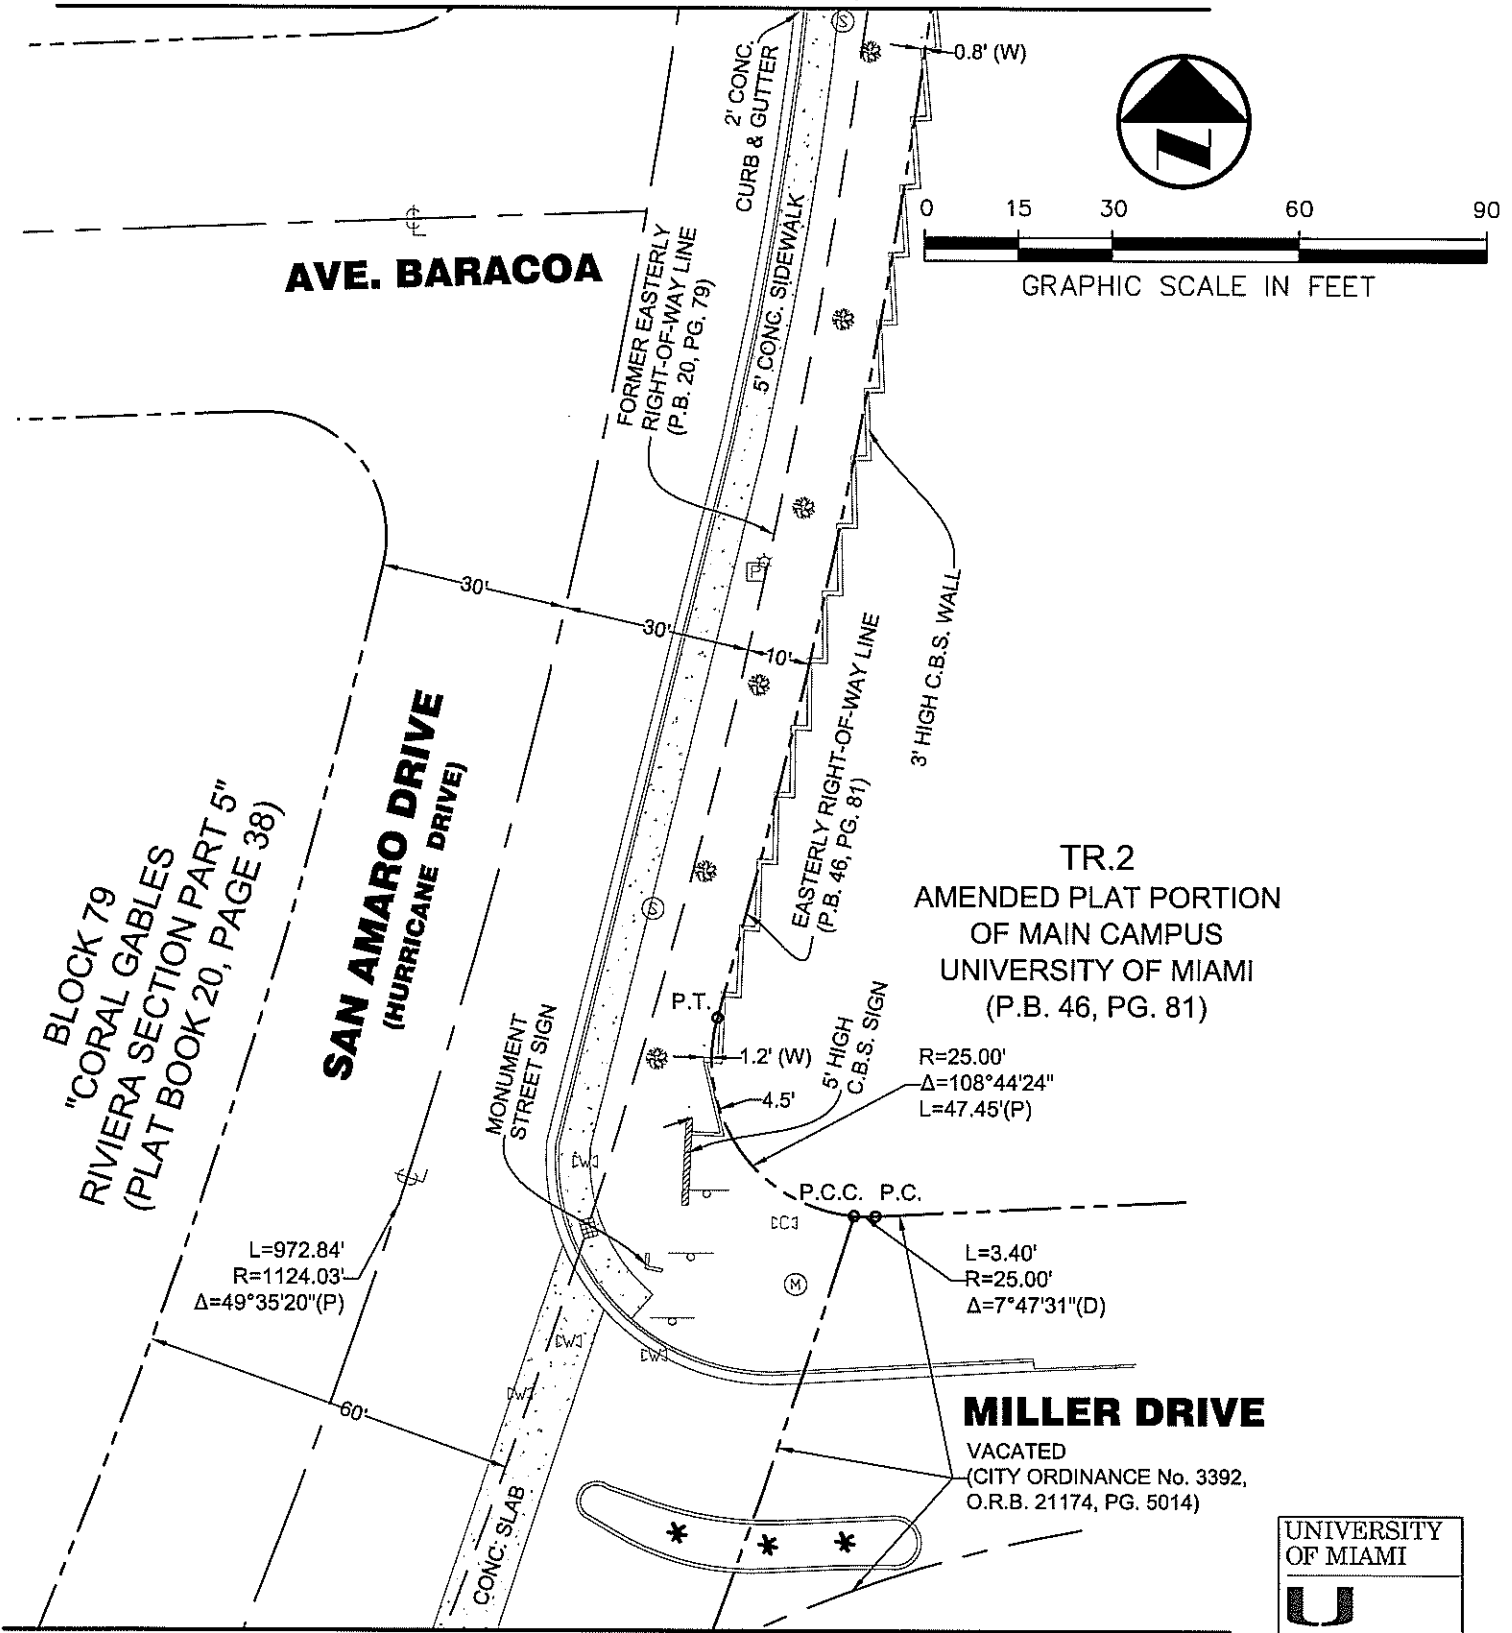 S
0.8' (W)
2' CONC.
CURB & GUTTER
N
0 15 30 60 90
GRAPHIC SCALE IN FEET
AVE. BARACOA
FORMER EASTERLY
RIGHT-OF-WAY LINE
(P.B. 20, PG. 79)
5' CONC. SIDEWALK
30'
30'
10'
P
3' HIGH C.B.S. WALL
EASTERLY RIGHT-OF-WAY LINE
(P.B. 46, PG. 81)
SAN AMARO DRIVE
(HURRICANE DRIVE)
BLOCK 79
"CORAL GABLES
RIVIERA SECTION PART 5"
(PLAT BOOK 20, PAGE 38)
TR.2
AMENDED PLAT PORTION
OF MAIN CAMPUS
UNIVERSITY OF MIAMI
(P.B. 46, PG. 81)
S
P.T.
1.2' (W)
4.5'
5' HIGH
C.B.S. SIGN
R=25.00'
Δ=108°44'24"
L=47.45'(P)
MONUMENT
STREET SIGN
W
P.C.C. P.C.
C
L=972.84'
R=1124.03'
Δ=49°35'20"(P)
L=3.40'
R=25.00'
Δ=7°47'31"(D)
M
W
W
W
60'
MILLER DRIVE
VACATED
(CITY ORDINANCE No. 3392,
O.R.B. 21174, PG. 5014)
CONC. SLAB
UNIVERSITY
OF MIAMI
U